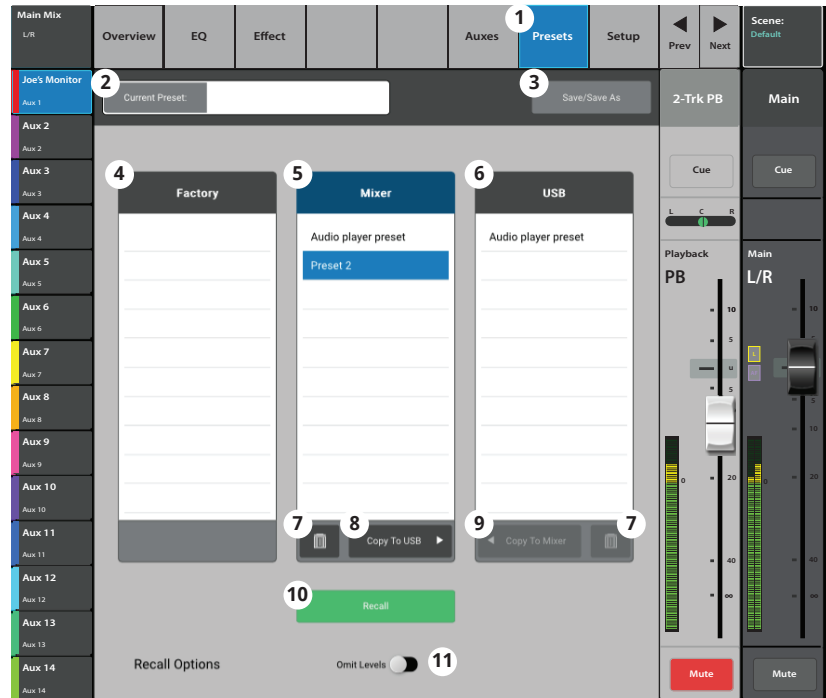 Main Mix
L/R
Overview
EQ
Effect
1
Auxes
Presets
Setup
Prev
Next
Scene:
Default
Joe's Monitor
Aux 1
Aux 2
Aux 2
Aux 3
Aux 3
Aux 4
Aux 4
Aux 5
Aux 5
Aux 6
Aux 6
Aux 7
Aux 7
Aux 8
Aux 8
Aux 9
Aux 9
Aux 10
Aux 10
Aux 11
Aux 11
Aux 12
Aux 12
Aux 13
Aux 13
Aux 14
Aux 14
2
Current Preset:
3
Save/Save As
4
Factory
5
Mixer
Audio player preset
Preset 2
6
USB
Audio player preset
7
8
Copy To USB
9
Copy To Mixer
7
10
Recall
Recall Options
Omit Levels
11
2-Trk PB
Cue
L C R
Playback
PB
10
5
U
5
0
20
40
∞
Mute
Main
Cue
Main
L/R
10
5
L
5
10
0
20
40
∞
Mute